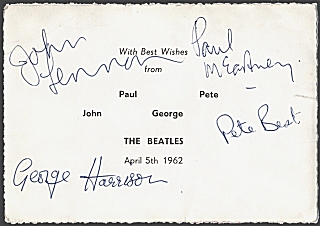 John
Lennon
With Best Wishes
from
Paul
McCartney
Paul Pete
John George
Pete Best
THE BEATLES
April 5th 1962
George Harrison